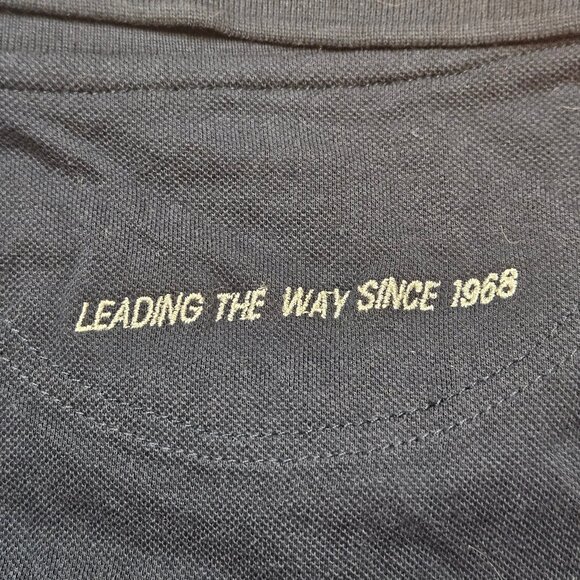 LEADING THE WAY SINCE 1968